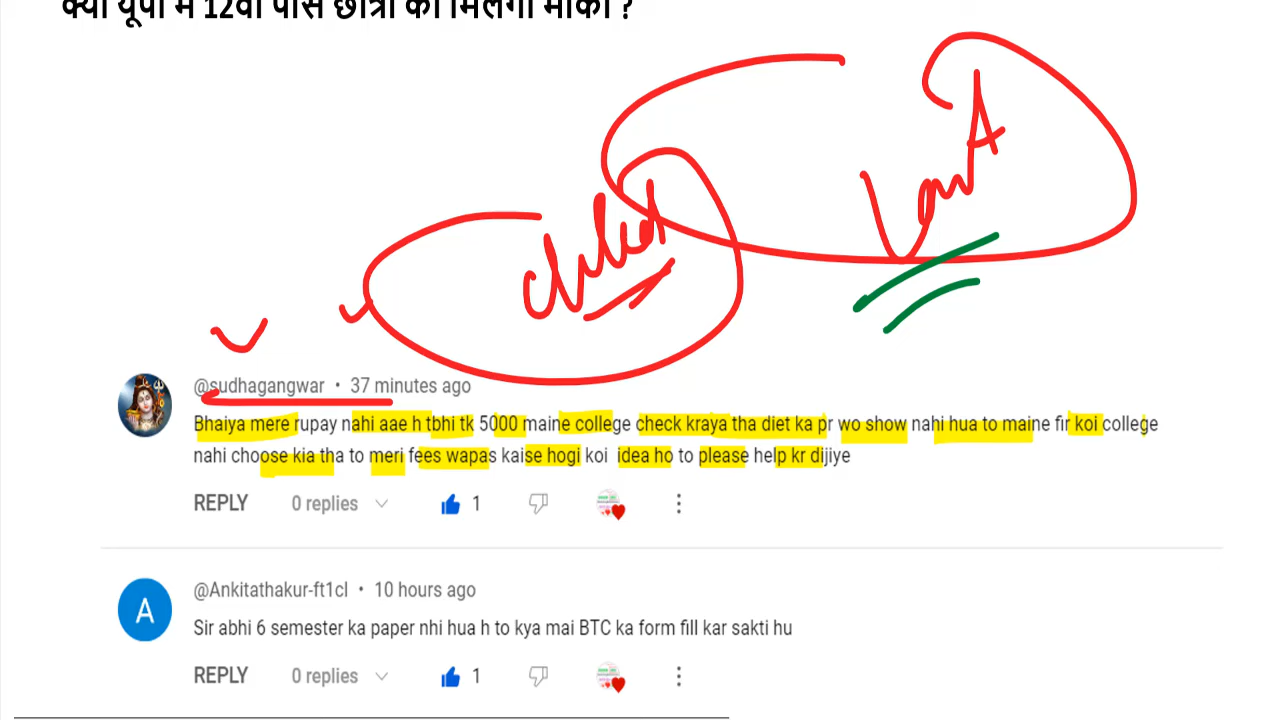 क्या यूपी में 12वीं पास छात्रों को मिलेगा मौका ?
@sudhagangwar • 37 minutes ago
Bhaiya mere rupay nahi aae h tbhi tk 5000 maine college check kraya tha diet ka pr wo show nahi hua to maine fir koi college
nahi choose kia tha to meri fees wapas kaise hogi koi idea ho to please help kr dijiye
REPLY 0 replies 1
A
@Ankitathakur-ft1cl • 10 hours ago
Sir abhi 6 semester ka paper nhi hua h to kya mai BTC ka form fill kar sakti hu
REPLY 0 replies 1